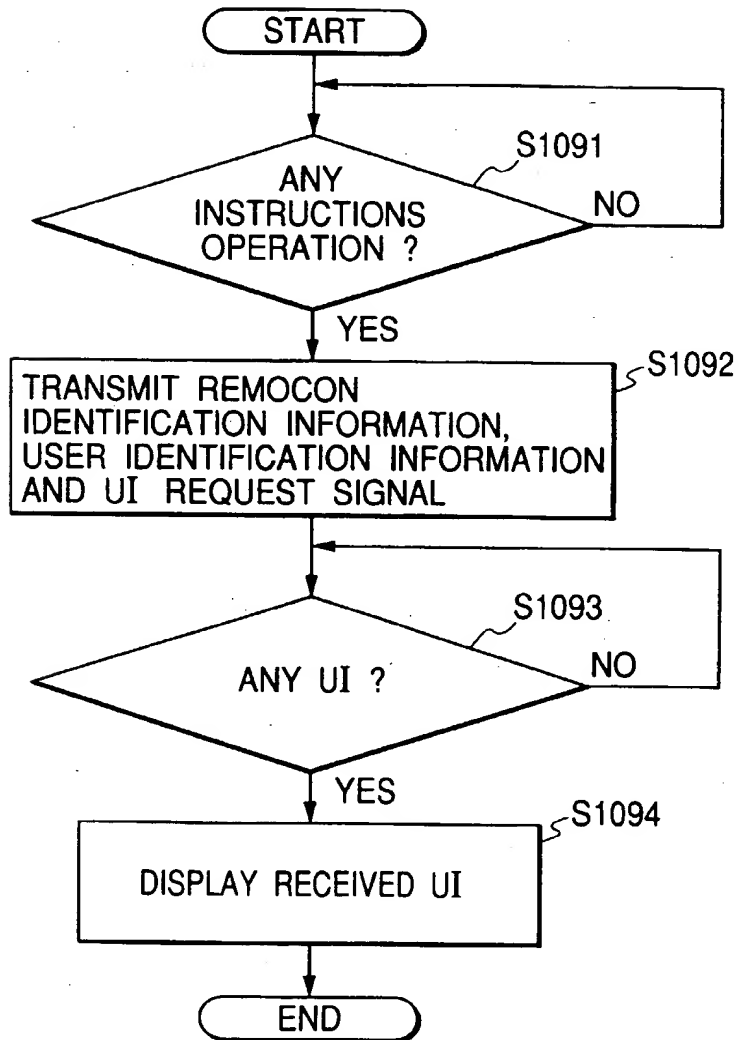 START
S1091
ANY
INSTRUCTIONS
OPERATION ?
NO
YES
S1092
TRANSMIT REMOCON
IDENTIFICATION INFORMATION,
USER IDENTIFICATION INFORMATION
AND UI REQUEST SIGNAL
S1093
ANY UI ?
NO
YES
S1094
DISPLAY RECEIVED UI
END